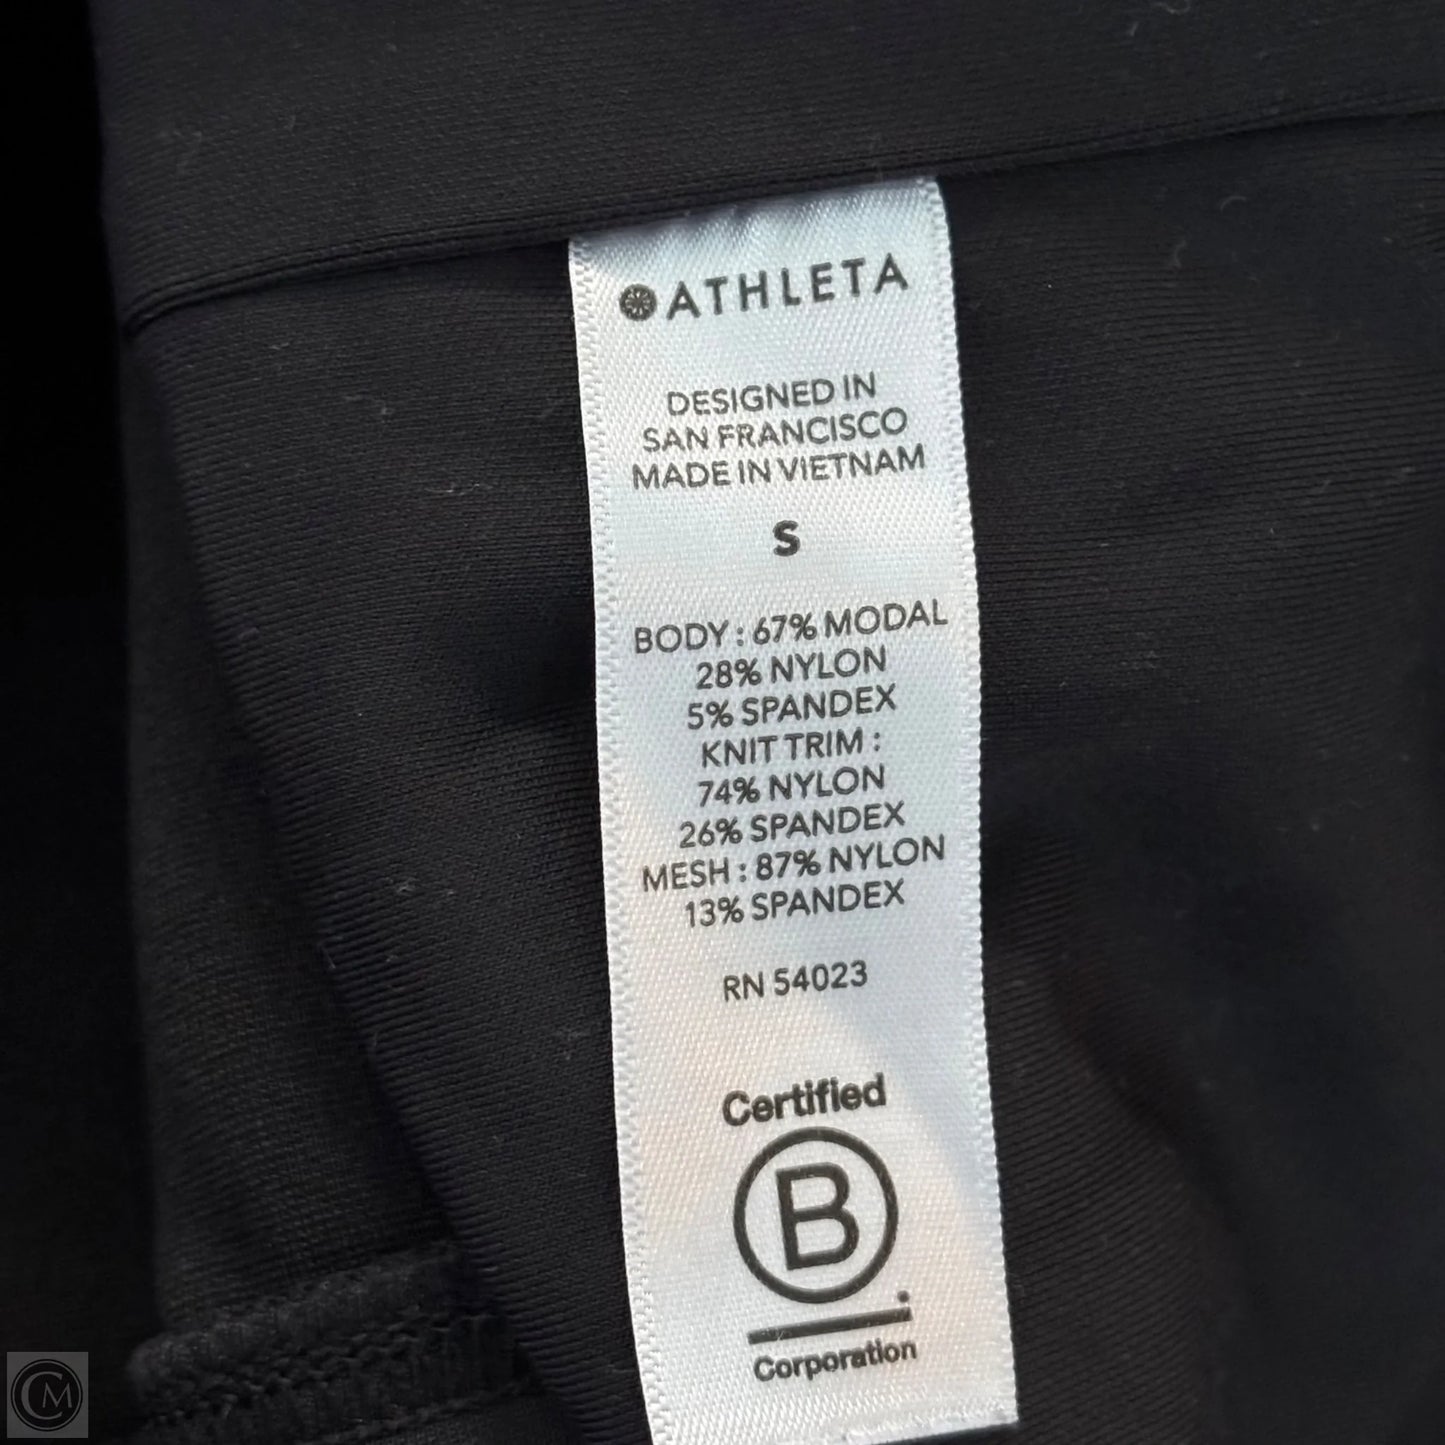 ATHLETA
DESIGNED IN
SAN FRANCISCO
MADE IN VIETNAM
S
BODY : 67% MODAL
28% NYLON
5% SPANDEX
KNIT TRIM :
74% NYLON
26% SPANDEX
MESH : 87% NYLON
13% SPANDEX
RN 54023
Certified
B
Corporation
CM